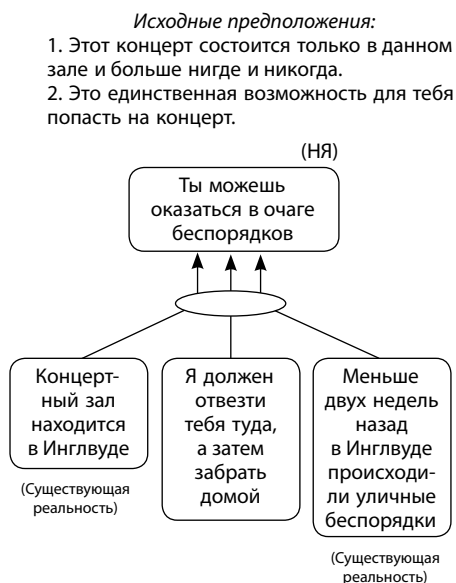 Исходные предположения:
1. Этот концерт состоится только в данном
зале и больше нигде и никогда.
2. Это единственная возможность для тебя
попасть на концерт.
(НЯ)
Ты можешь
оказаться в очаге
беспорядков
Концерт-
ный зал
находится
в Инглвуде
(Существующая
реальность)
Я должен
отвезти
тебя туда,
а затем
забрать
домой
Меньше
двух недель
назад
в Инглвуде
происходи-
ли уличные
беспорядки
(Существующая
реальность)